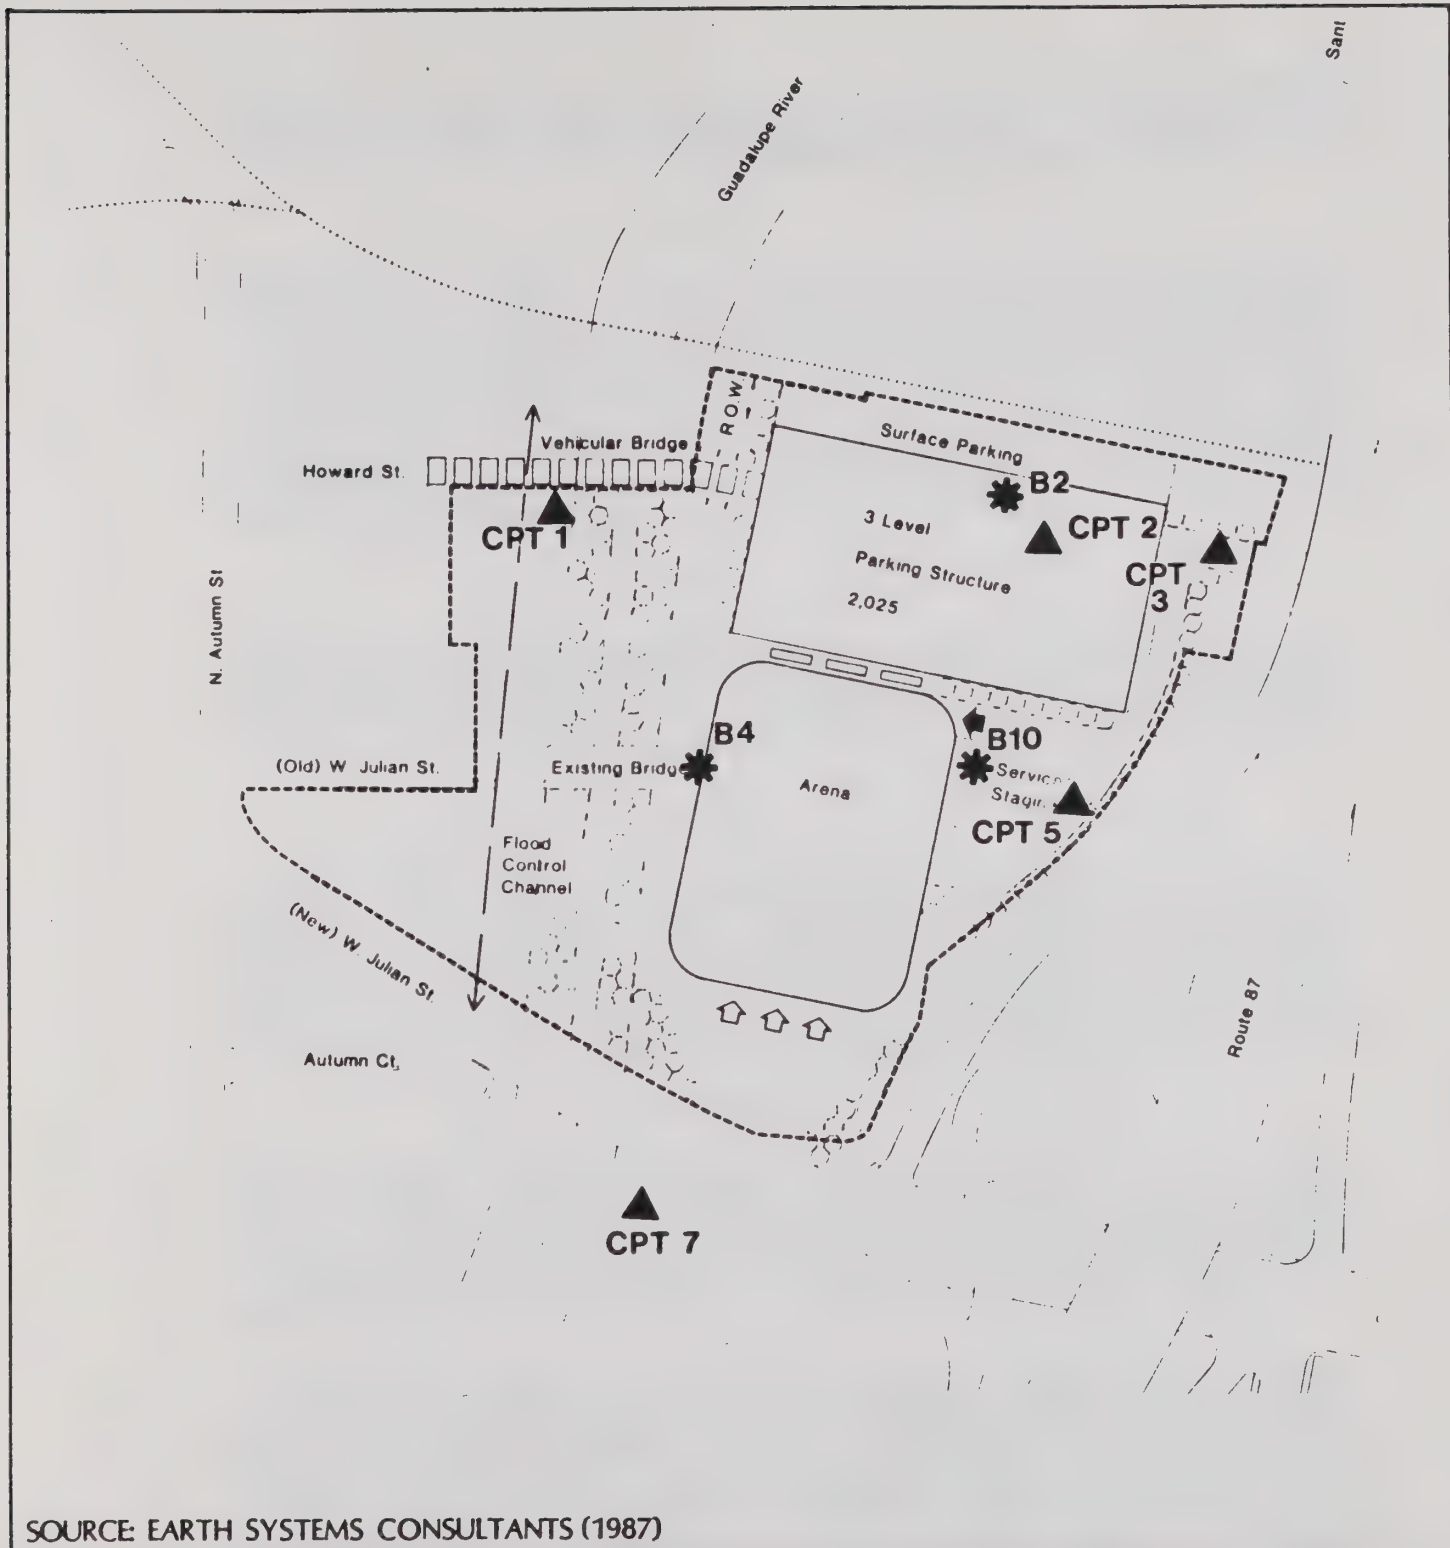 Sant
Guadalupe River
R.O.W.
Vehicular Bridge
Surface Parking
Howard St.
B2
CPT 1
3 Level
Parking Structure
2,025
CPT 2
CPT
3
N. Autumn St
B4
B10
(Old) W. Julian St.
Existing Bridge
Arena
Service
Stagin
CPT 5
Flood
Control
Channel
(New) W. Julian St.
Autumn Ct.
Route 87
CPT 7
SOURCE: EARTH SYSTEMS CONSULTANTS (1987)